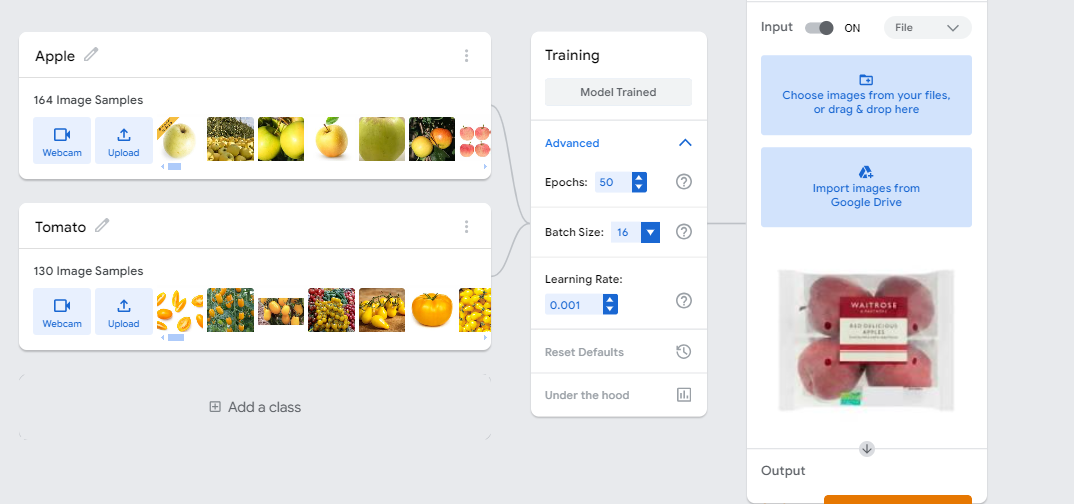 Apple
164 Image Samples
Webcam
Upload
Tomato
130 Image Samples
Webcam
Upload
Add a class
Training
Model Trained
Advanced
Epochs: 50
Batch Size: 16
Learning Rate:
0.001
Reset Defaults
Under the hood
Input ON File
Choose images from your files,
or drag & drop here
Import images from
Google Drive
WAITROSE
RED DELICIOUS
APPLES
Output